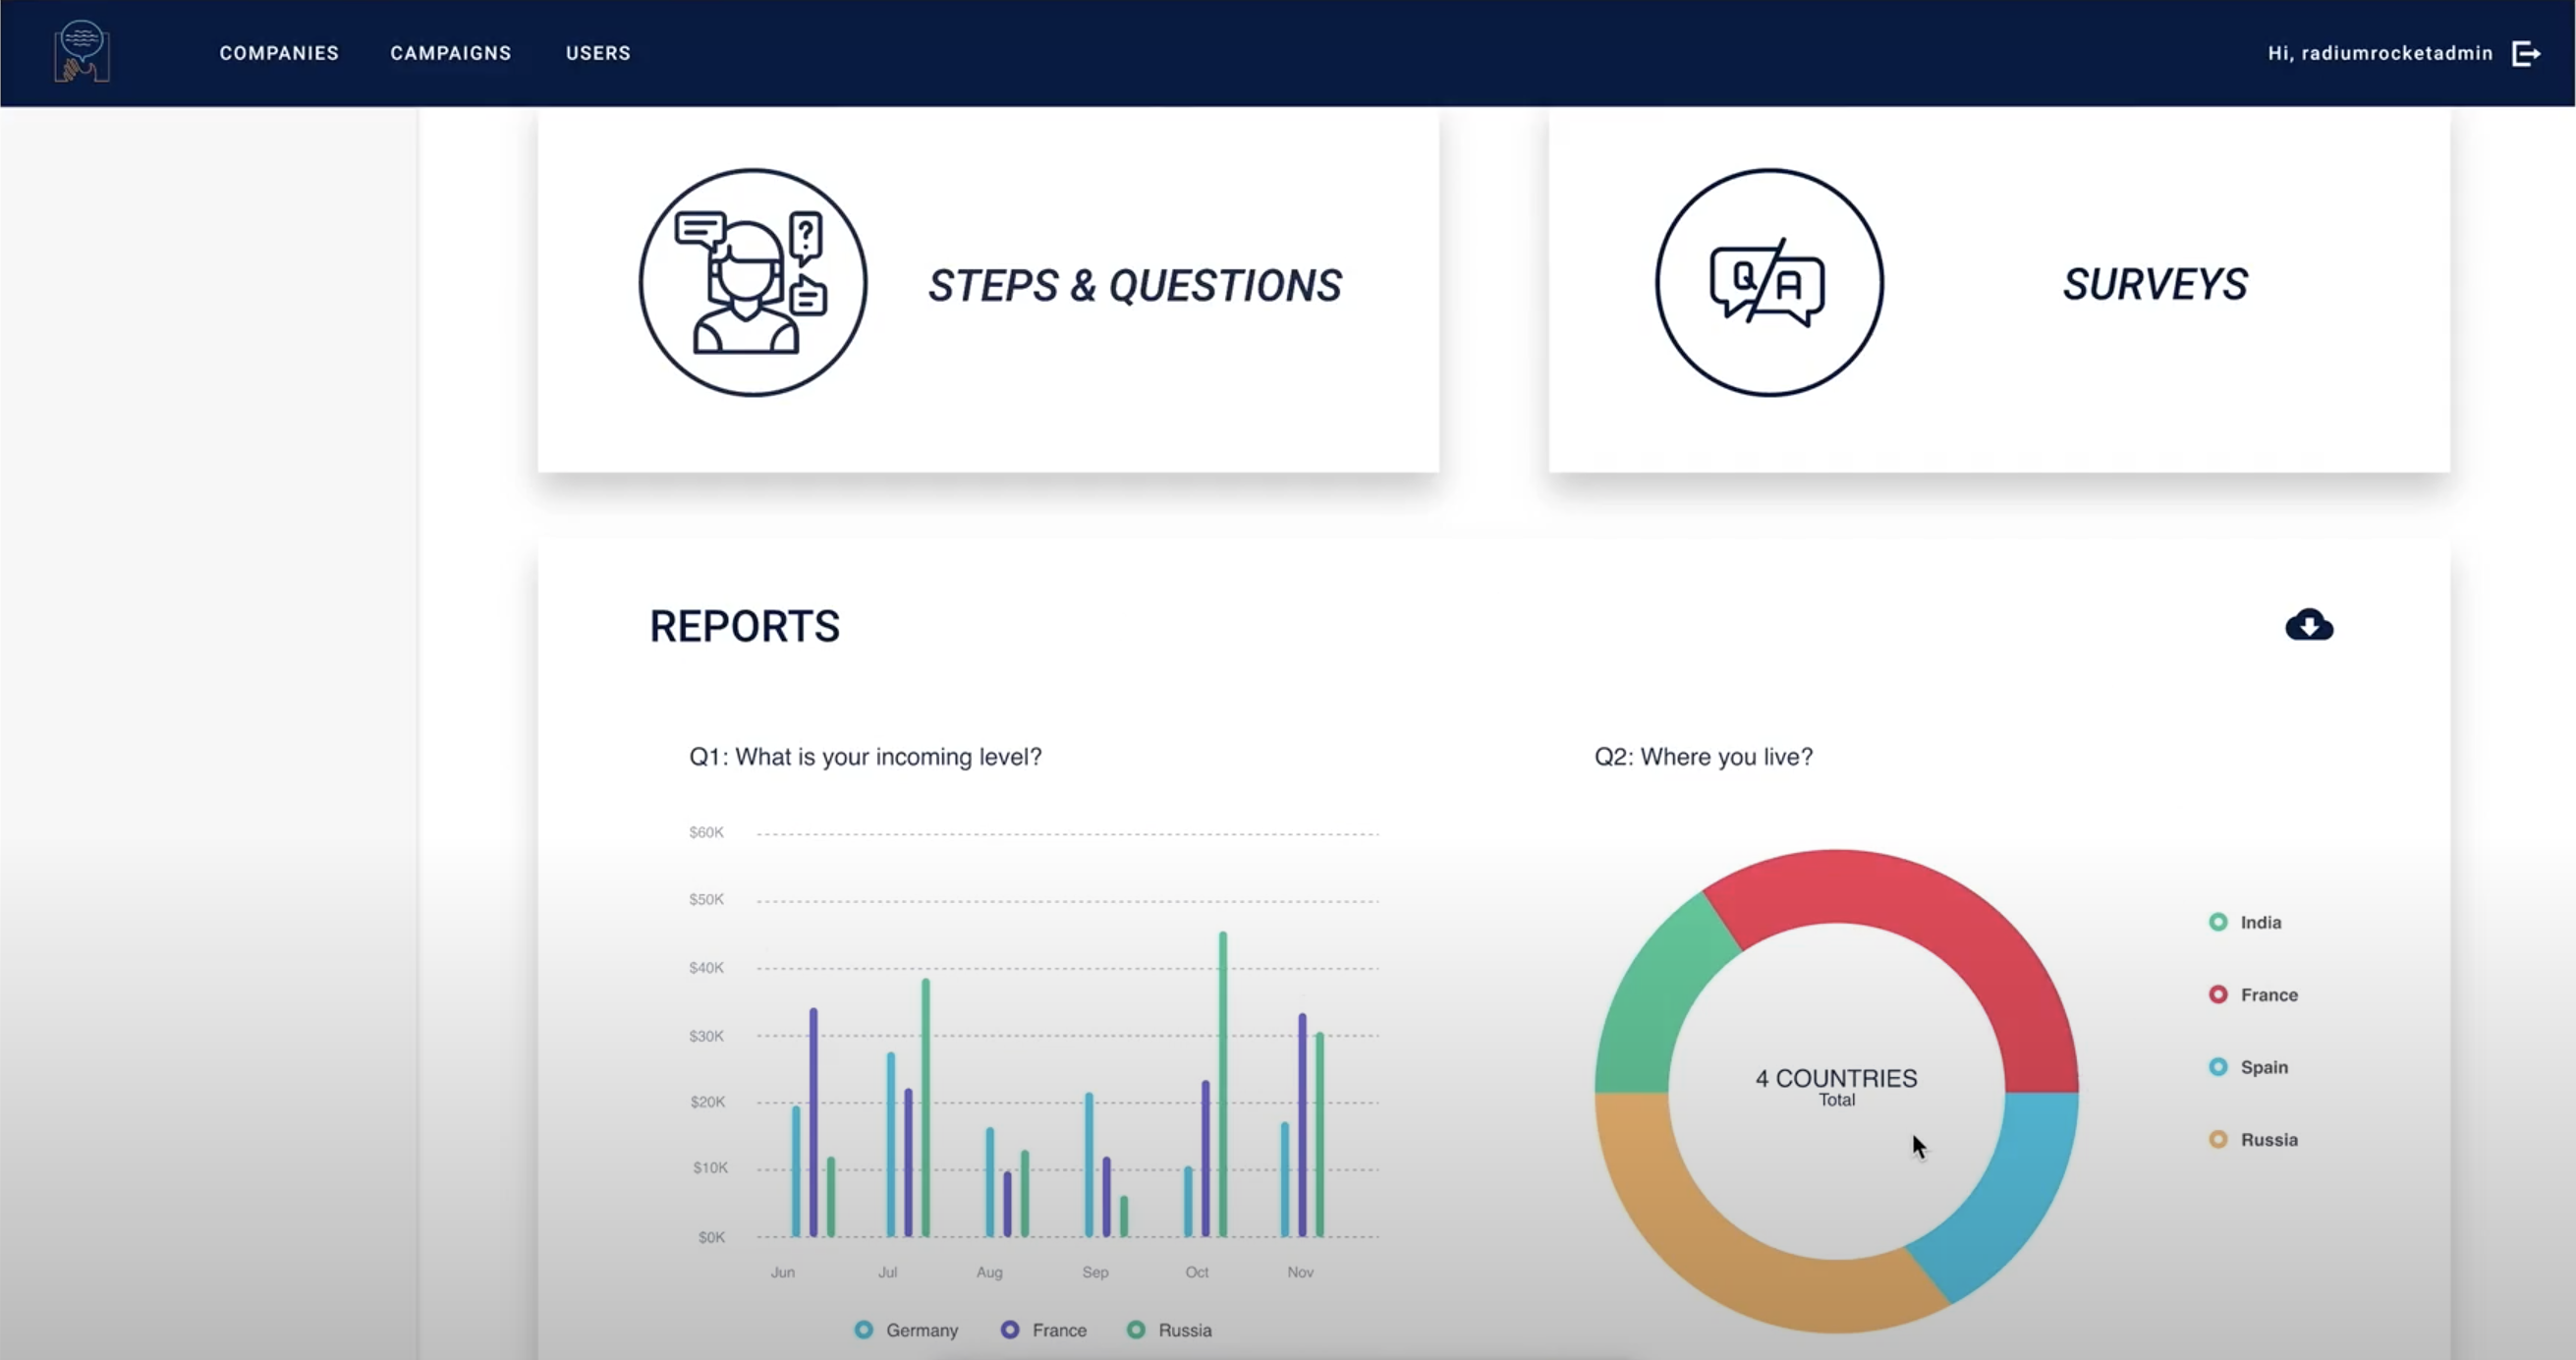 COMPANIES CAMPAIGNS USERS Hi, radiumrocketadmin
STEPS & QUESTIONS
?
Q A
SURVEYS
REPORTS
Q1: What is your incoming level?
$60K
$50K
$40K
$30K
$20K
$10K
$0K
Jun Jul Aug Sep Oct Nov
Germany France Russia
Q2: Where you live?
4 COUNTRIES
Total
India
France
Spain
Russia